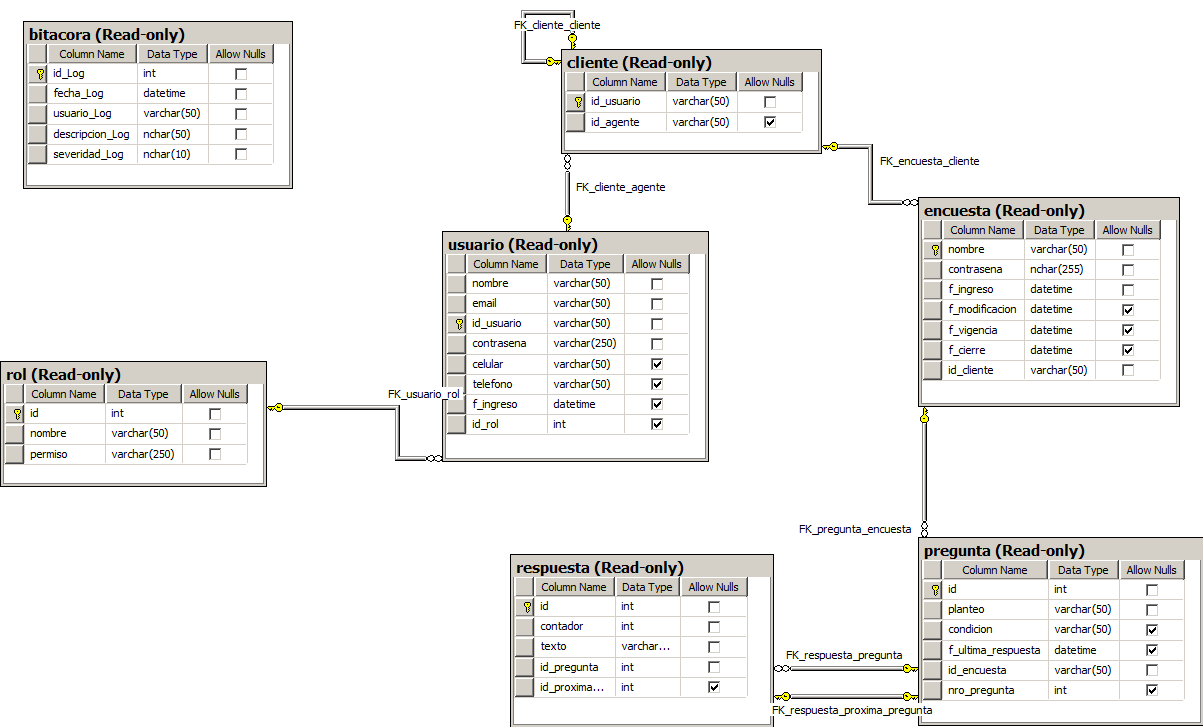 FK_cliente_cliente
bitacora (Read-only)
Column Name Data Type Allow Nulls
id_Log int
fecha_Log datetime
usuario_Log varchar(50)
descripcion_Log nchar(50)
severidad_Log nchar(10)
cliente (Read-only)
Column Name Data Type Allow Nulls
id_usuario varchar(50)
id_agente varchar(50)
FK_encuesta_cliente
FK_cliente_agente
encuesta (Read-only)
Column Name Data Type Allow Nulls
nombre varchar(50)
contrasena nchar(255)
f_ingreso datetime
f_modificacion datetime
f_vigencia datetime
f_cierre datetime
id_cliente varchar(50)
usuario (Read-only)
Column Name Data Type Allow Nulls
nombre varchar(50)
email varchar(50)
id_usuario varchar(50)
contrasena varchar(250)
celular varchar(50)
telefono varchar(50)
f_ingreso datetime
id_rol int
rol (Read-only)
Column Name Data Type Allow Nulls
id int
nombre varchar(50)
permiso varchar(250)
FK_usuario_rol
FK_pregunta_encuesta
respuesta (Read-only)
Column Name Data Type Allow Nulls
id int
contador int
texto varchar...
id_pregunta int
id_proxima... int
pregunta (Read-only)
Column Name Data Type Allow Nulls
id int
planteo varchar(50)
condicion varchar(50)
f_ultima_respuesta datetime
id_encuesta varchar(50)
nro_pregunta int
FK_respuesta_pregunta
FK_respuesta_proxima_pregunta